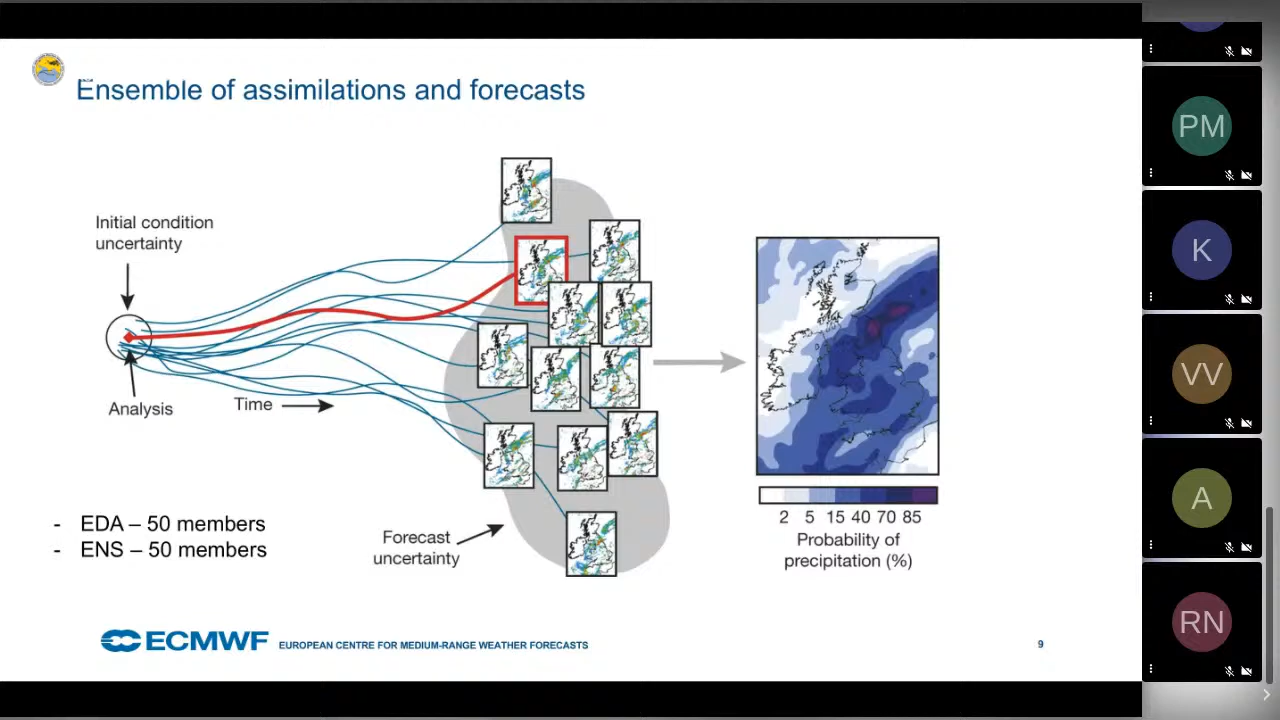 Ensemble of assimilations and forecasts
Initial condition
uncertainty
Analysis
Time
- EDA – 50 members
- ENS – 50 members
Forecast
uncertainty
2 5 15 40 70 85
Probability of
precipitation (%)
ECMWF EUROPEAN CENTRE FOR MEDIUM-RANGE WEATHER FORECASTS
9
PM
K
VV
A
RN